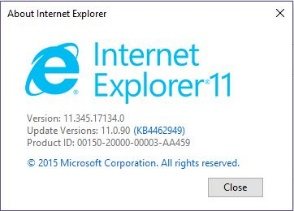 About Internet Explorer
Internet
Explorer®11
Version: 11.345.17134.0
Update Versions: 11.0.90 (KB4462949)
Product ID: 00150-20000-00003-AA459
© 2015 Microsoft Corporation. All rights reserved.
Close